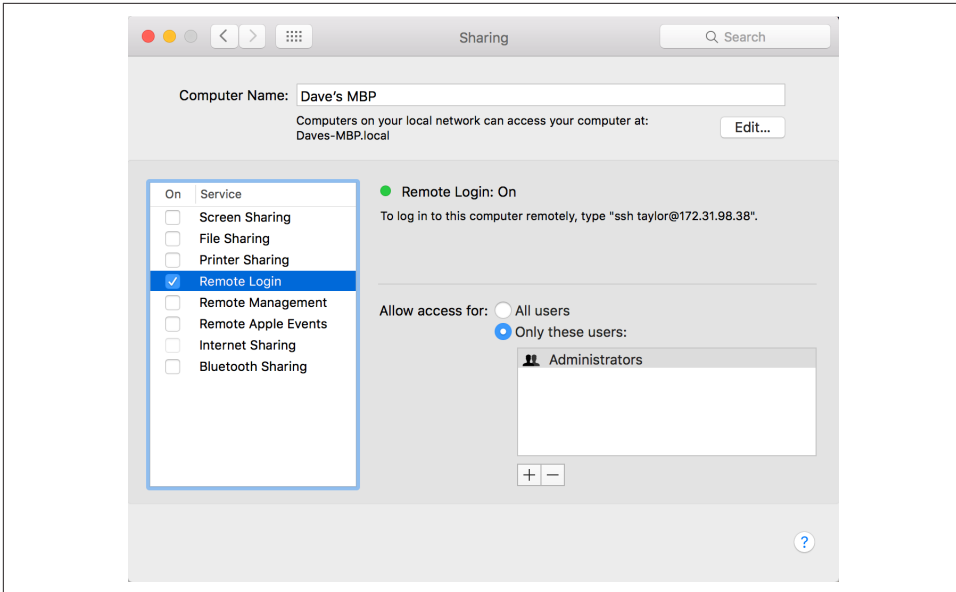 Sharing
Search
Computer Name: Dave's MBP
Computers on your local network can access your computer at:
Daves-MBP.local
Edit...
On Service
Screen Sharing
File Sharing
Printer Sharing
Remote Login
Remote Management
Remote Apple Events
Internet Sharing
Bluetooth Sharing
Remote Login: On
To log in to this computer remotely, type "ssh taylor@172.31.98.38".
Allow access for: All users
Only these users:
Administrators
+ −
?